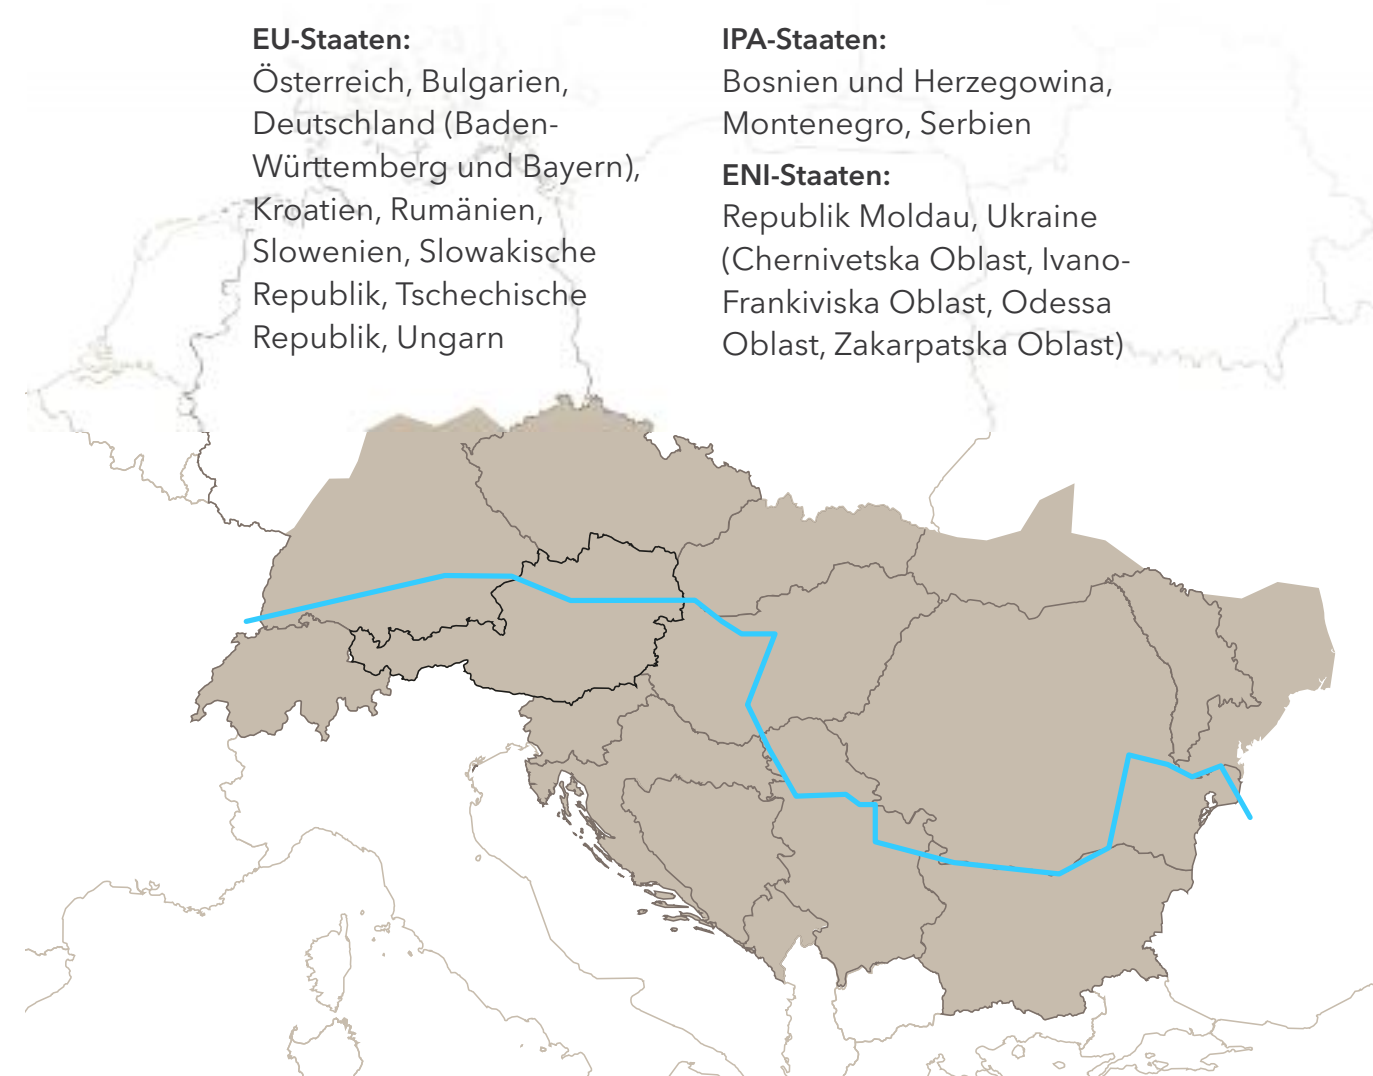 EU-Staaten:
Österreich, Bulgarien,
Deutschland (Baden-
Württemberg und Bayern),
Kroatien, Rumänien,
Slowenien, Slowakische
Republik, Tschechische
Republik, Ungarn
IPA-Staaten:
Bosnien und Herzegowina,
Montenegro, Serbien
ENI-Staaten:
Republik Moldau, Ukraine
(Chernivetska Oblast, Ivano-
Frankiviska Oblast, Odessa
Oblast, Zakarpatska Oblast)